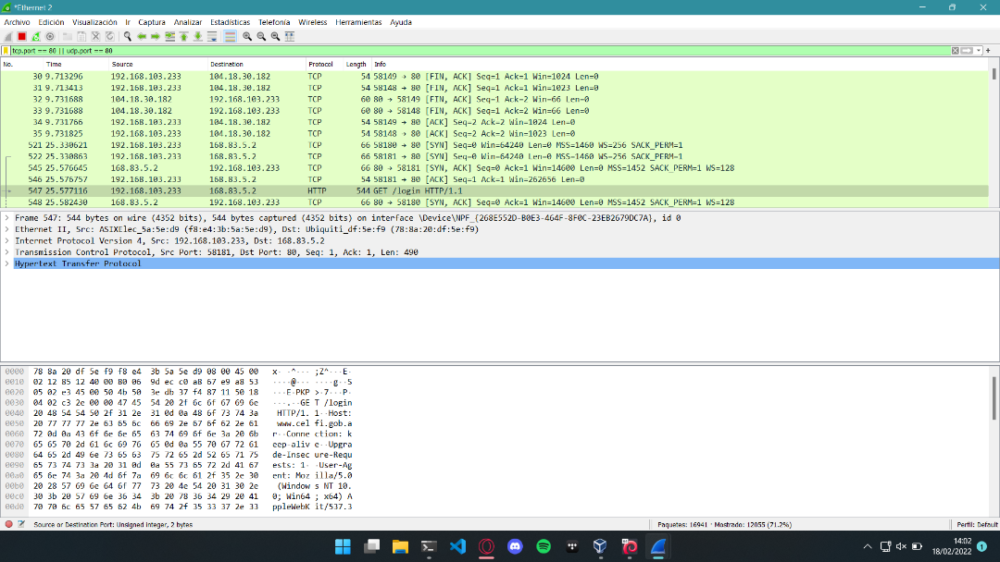 *Ethernet 2
Archivo Edición Visualización Ir Captura Analizar Estadísticas Telefonía Wireless Herramientas Ayuda
tcp.port == 80 || udp.port == 80
No. Time Source Destination Protocol Length Info
30 9.713296 192.168.103.233 104.18.30.182 TCP 54 58149 → 80 [FIN, ACK] Seq=1 Ack=1 Win=1024 Len=0
31 9.713413 192.168.103.233 104.18.30.182 TCP 54 58148 → 80 [FIN, ACK] Seq=1 Ack=1 Win=1023 Len=0
32 9.731688 104.18.30.182 192.168.103.233 TCP 60 80 → 58149 [FIN, ACK] Seq=1 Ack=2 Win=66 Len=0
33 9.731688 104.18.30.182 192.168.103.233 TCP 60 80 → 58148 [FIN, ACK] Seq=1 Ack=2 Win=66 Len=0
34 9.731766 192.168.103.233 104.18.30.182 TCP 54 58149 → 80 [ACK] Seq=2 Ack=2 Win=1024 Len=0
35 9.731825 192.168.103.233 104.18.30.182 TCP 54 58148 → 80 [ACK] Seq=2 Ack=2 Win=1023 Len=0
521 25.330621 192.168.103.233 168.83.5.2 TCP 66 58180 → 80 [SYN] Seq=0 Win=64240 Len=0 MSS=1460 WS=256 SACK_PERM=1
522 25.330863 192.168.103.233 168.83.5.2 TCP 66 58181 → 80 [SYN] Seq=0 Win=64240 Len=0 MSS=1460 WS=256 SACK_PERM=1
545 25.576645 168.83.5.2 192.168.103.233 TCP 66 80 → 58181 [SYN, ACK] Seq=0 Ack=1 Win=14600 Len=0 MSS=1452 SACK_PERM=1 WS=128
546 25.576757 192.168.103.233 168.83.5.2 TCP 54 58181 → 80 [ACK] Seq=1 Ack=1 Win=262656 Len=0
547 25.577116 192.168.103.233 168.83.5.2 HTTP 544 GET /login HTTP/1.1
548 25.582430 168.83.5.2 192.168.103.233 TCP 66 80 → 58180 [SYN, ACK] Seq=0 Ack=1 Win=14600 Len=0 MSS=1452 SACK_PERM=1 WS=128
Frame 547: 544 bytes on wire (4352 bits), 544 bytes captured (4352 bits) on interface \Device\NPF_{268E552D-B0E3-464F-8F0C-23EB2679DC7A}, id 0
Ethernet II, Src: ASIXElec_5a:5e:d9 (f8:e4:3b:5a:5e:d9), Dst: Ubiquiti_df:5e:f9 (78:8a:20:df:5e:f9)
Internet Protocol Version 4, Src: 192.168.103.233, Dst: 168.83.5.2
Transmission Control Protocol, Src Port: 58181, Dst Port: 80, Seq: 1, Ack: 1, Len: 490
Hypertext Transfer Protocol
0000 78 8a 20 df 5e f9 f8 e4 3b 5a 5e d9 08 00 45 00 x· ·^··· ;Z^···E·
0010 02 12 85 12 40 00 80 06 9d ec c0 a8 67 e9 a8 53 ····@··· ····g··S
0020 05 02 e3 45 00 50 4b 50 3e db 37 f4 87 11 50 18 ···E·PKP >·7···P·
0030 04 02 c3 2e 00 00 47 45 54 20 2f 6c 6f 67 69 6e ···.··GE T /login
0040 20 48 54 54 50 2f 31 2e 31 0d 0a 48 6f 73 74 3a HTTP/1. 1··Host:
0050 20 77 77 77 2e 63 65 6c 66 69 2e 67 6f 62 2e 61 www.cel fi.gob.a
0060 72 0d 0a 43 6f 6e 6e 65 63 74 69 6f 6e 3a 20 6b r··Conne ction: k
0070 65 65 70 2d 61 6c 69 76 65 0d 0a 55 70 67 72 61 eep-aliv e··Upgra
0080 64 65 2d 49 6e 73 65 63 75 72 65 2d 52 65 71 75 de-Insec ure-Requ
0090 65 73 74 73 3a 20 31 0d 0a 55 73 65 72 2d 41 67 ests: 1· ·User-Ag
00a0 65 6e 74 3a 20 4d 6f 7a 69 6c 6c 61 2f 35 2e 30 ent: Moz illa/5.0
00b0 20 28 57 69 6e 64 6f 77 73 20 4e 54 20 31 30 2e (Window s NT 10.
00c0 30 3b 20 57 69 6e 36 34 3b 20 78 36 34 29 20 41 0; Win64 ; x64) A
00d0 70 70 6c 65 57 65 62 4b 69 74 2f 35 33 37 2e 33 ppleWebK it/537.3
Source or Destination Port: Unsigned integer, 2 bytes Paquetes: 16941 · Mostrado: 12055 (71.2%) Perfil: Default
14:02
18/02/2022 1